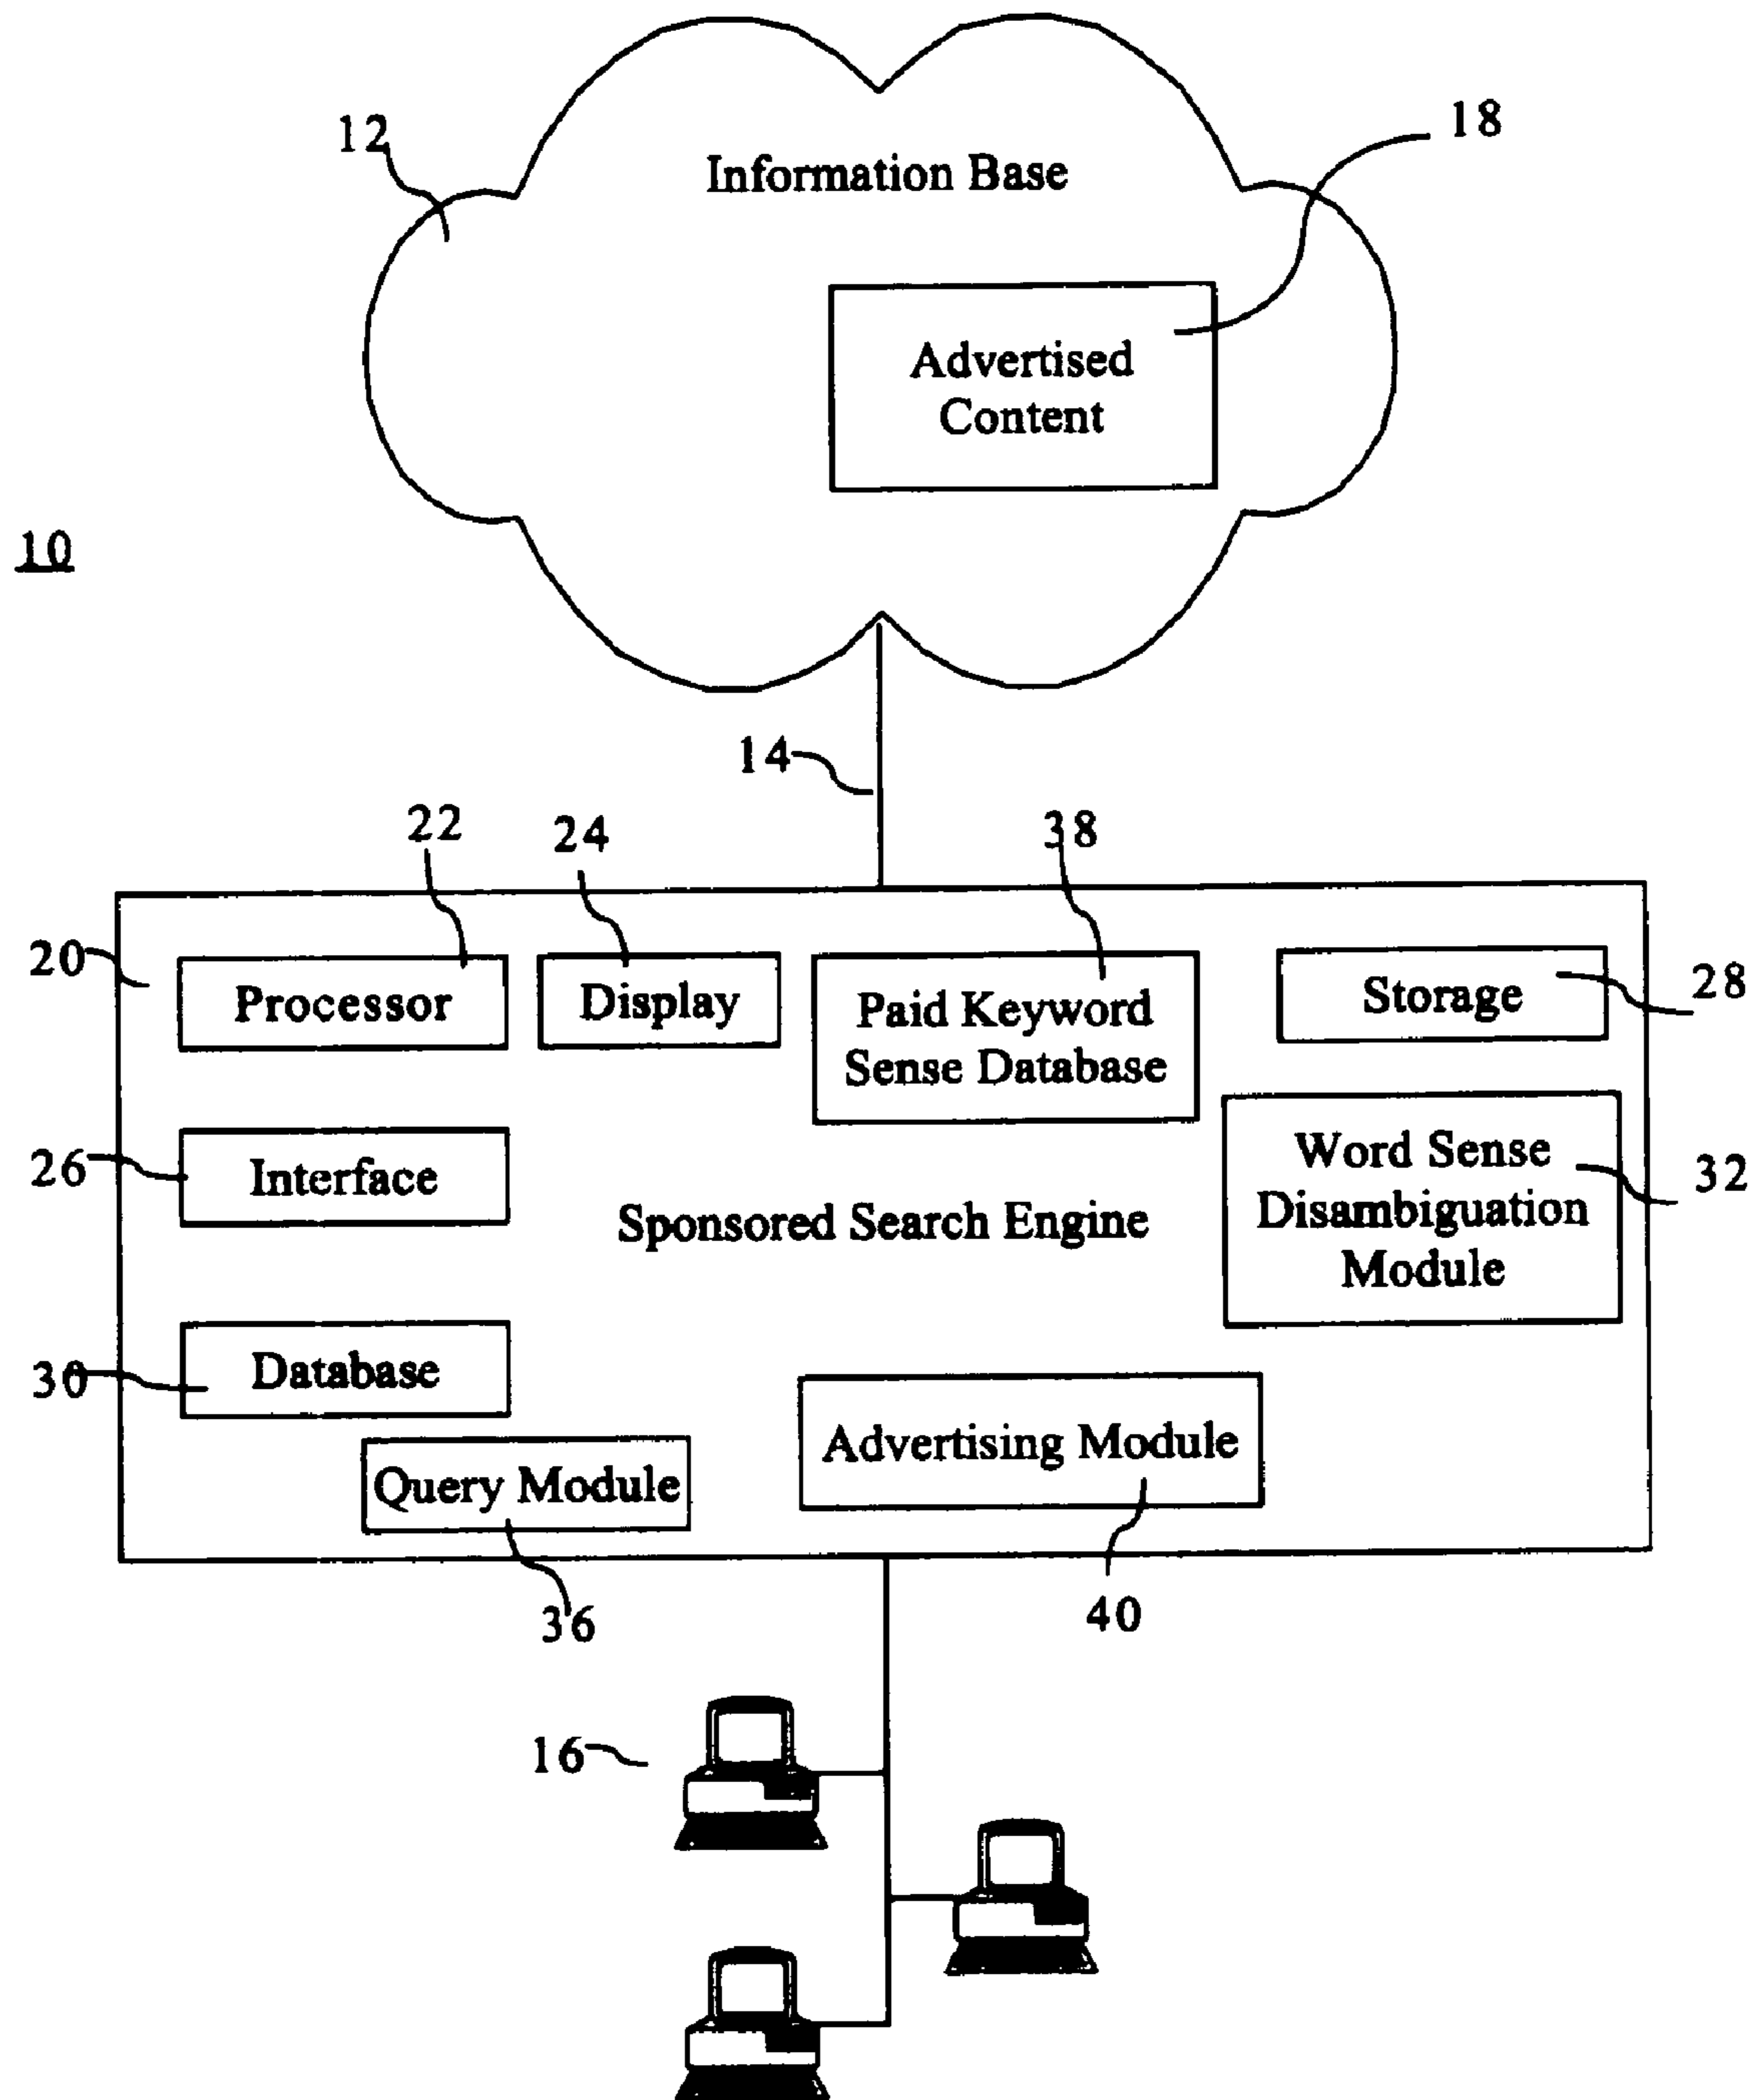 12
18
Information Base
Advertised
Content
10
14
22
24
38
20
Processor
Display
Paid Keyword
Sense Database
Storage
28
26
Interface
Word Sense
Disambiguation
Module
32
Sponsored Search Engine
30
Database
Advertising Module
Query Module
36
40
16